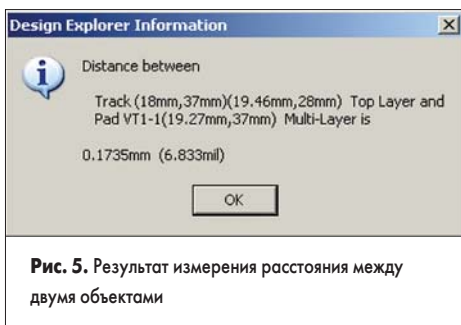 Design Explorer Information
Distance between
Track (18mm,37mm)(19.46mm,28mm) Top Layer and
Pad VT1-1(19.27mm,37mm) Multi-Layer is
0.1735mm (6.833mil)
OK
Рис. 5. Результат измерения расстояния между
двумя объектами